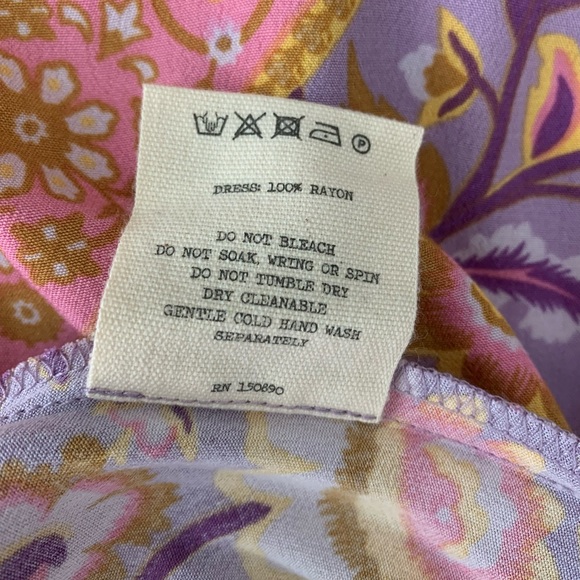 P
DRESS: 100% RAYON
DO NOT BLEACH
DO NOT SOAK, WRING OR SPIN
DO NOT TUMBLE DRY
DRY CLEANABLE
GENTLE COLD HAND WASH
SEPARATELY
RN 150890